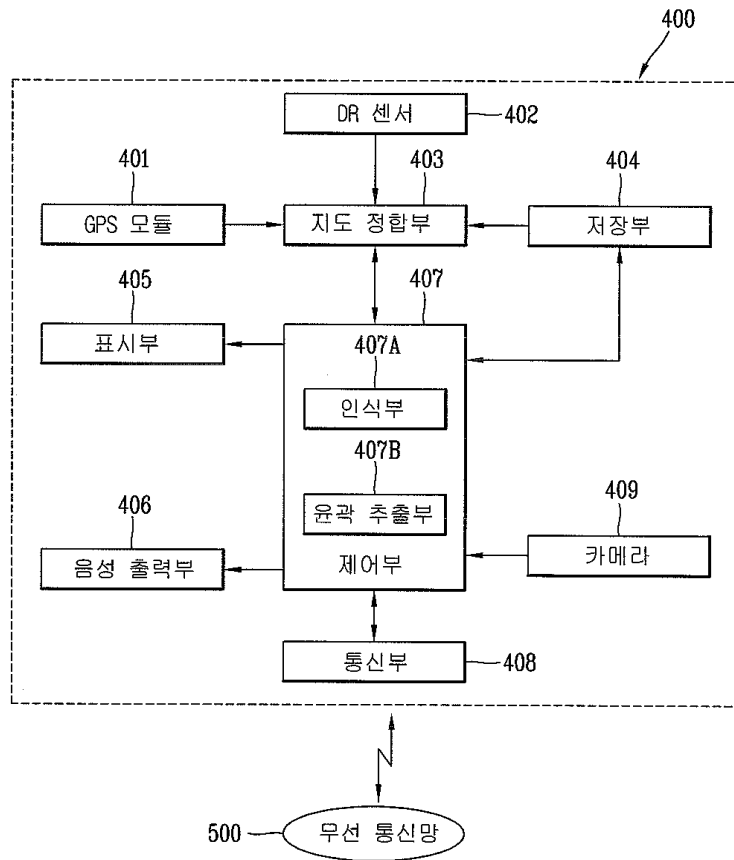 400
DR 센서
402
401
403
404
GPS 모듈
지도 정합부
저장부
405
407
표시부
407A
인식부
407B
406
윤곽 추출부
409
음성 출력부
제어부
카메라
통신부
408
500
무선 통신망